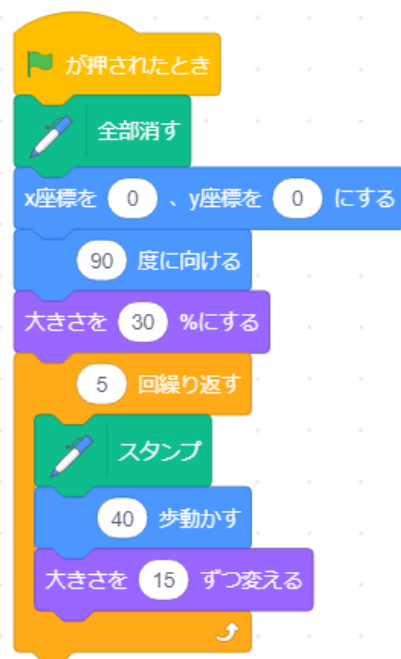 が押されたとき
全部消す
x座標を 0 、y座標を 0 にする
90 度に向ける
大きさを 30 %にする
5 回繰り返す
スタンプ
40 歩動かす
大きさを 15 ずつ変える